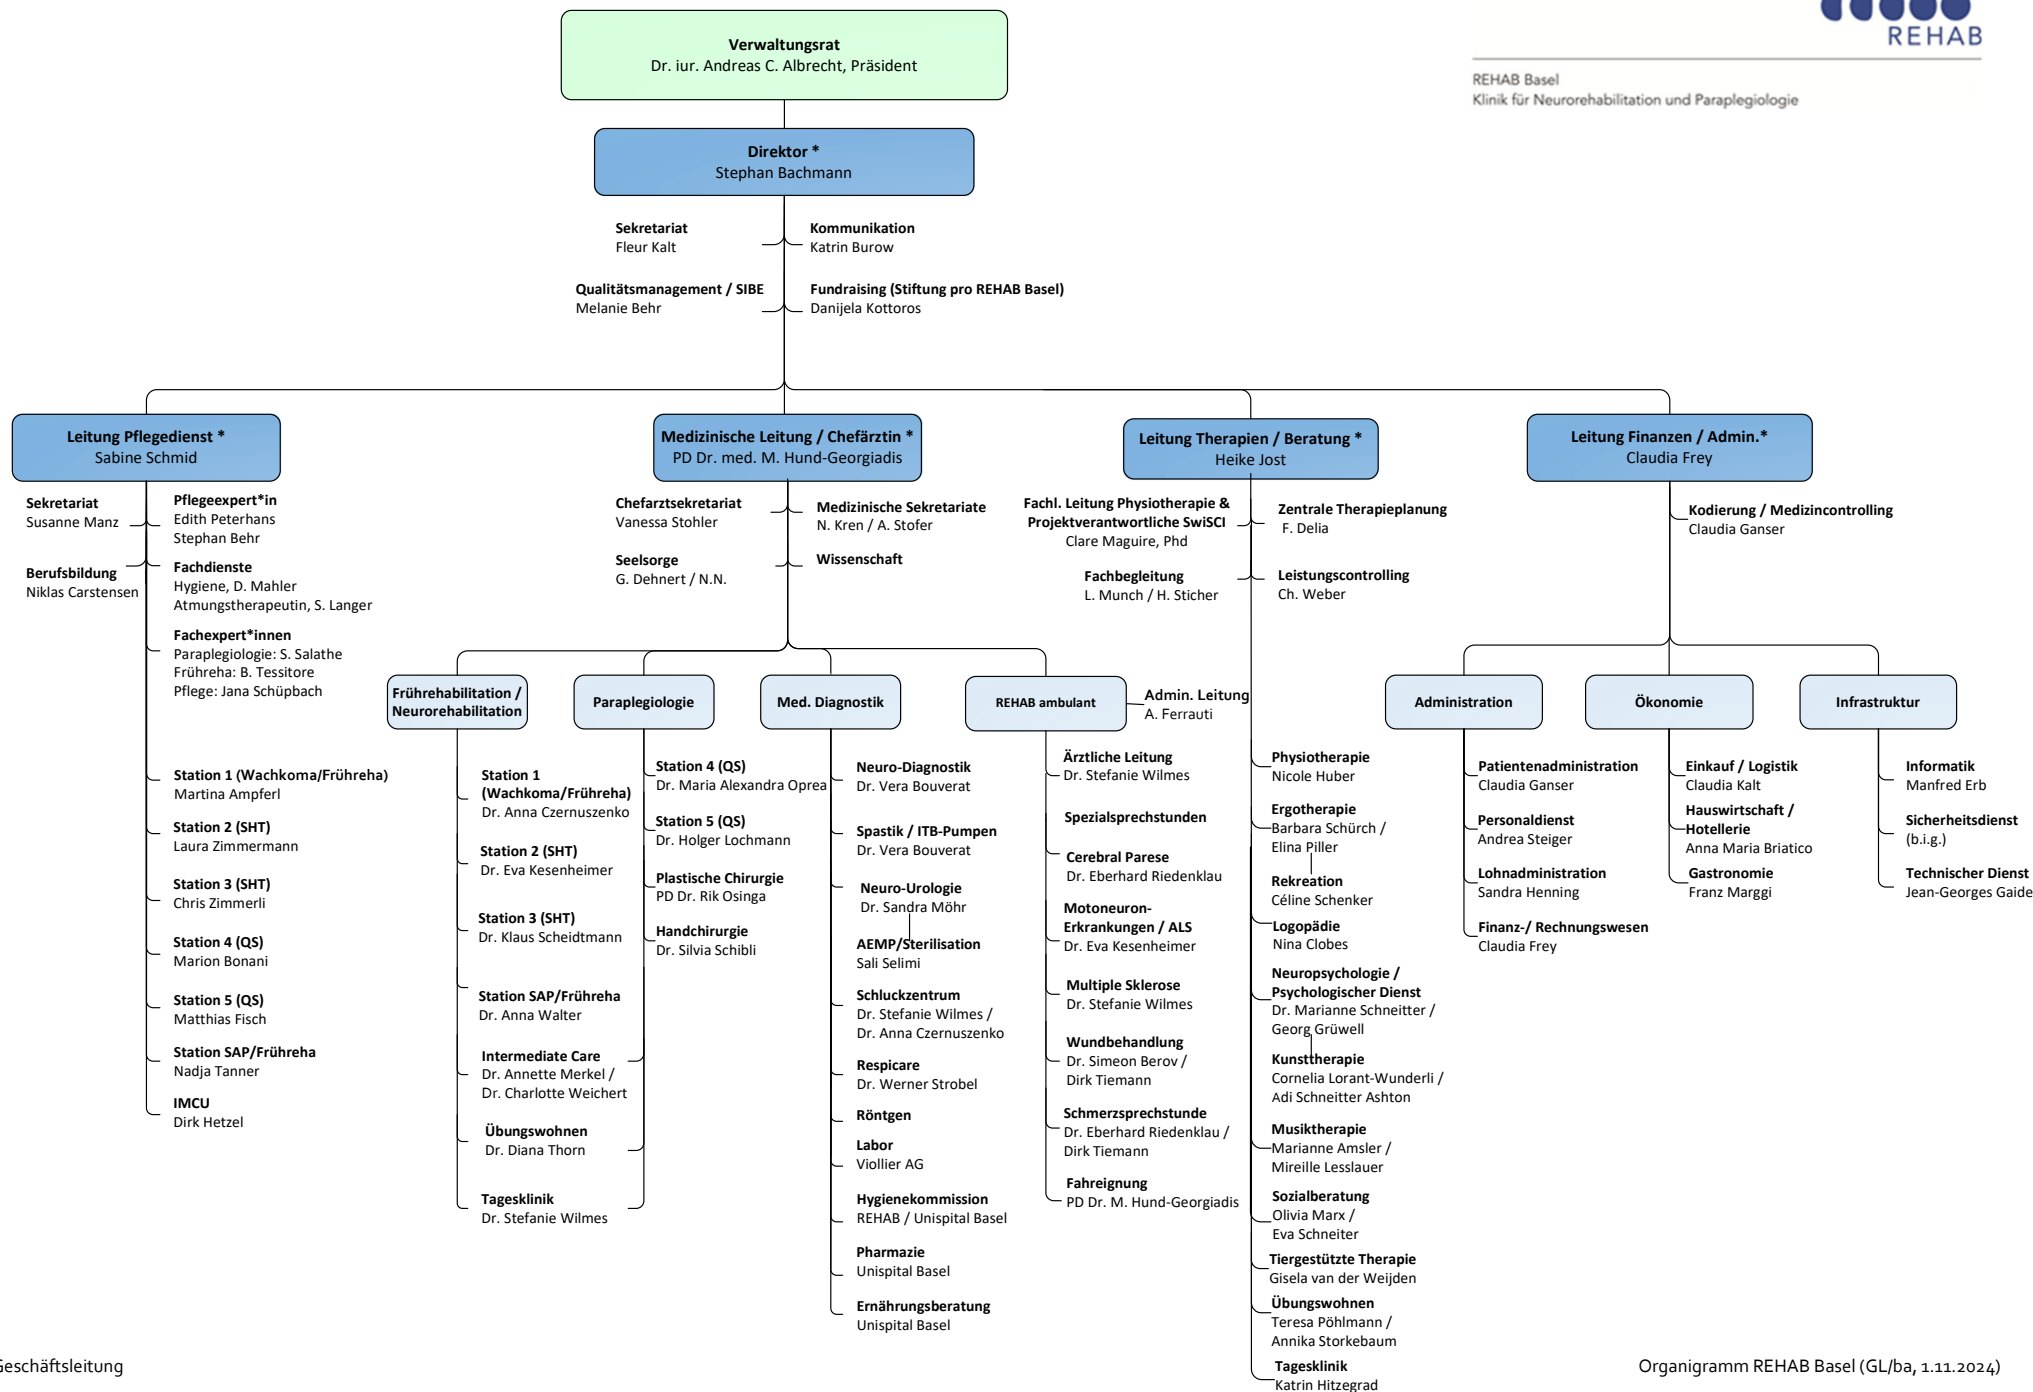 REHAB
REHAB Basel
Klinik für Neurorehabilitation und Paraplegiologie
Verwaltungsrat
Dr. iur. Andreas C. Albrecht, Präsident
Direktor *
Stephan Bachmann
Sekretariat
Fleur Kalt
Kommunikation
Katrin Burow
Qualitätsmanagement / SIBE
Melanie Behr
Fundraising (Stiftung pro REHAB Basel)
Danijela Kottoros
Leitung Pflegedienst *
Sabine Schmid
Sekretariat
Susanne Manz
Berufsbildung
Niklas Carstensen
Pflegeexpert*in
Edith Peterhans
Stephan Behr
Fachdienste
Hygiene, D. Mahler
Atmungstherapeutin, S. Langer
Fachexpert*innen
Paraplegiologie: S. Salathe
Frühreha: B. Tessitore
Pflege: Jana Schüpbach
Station 1 (Wachkoma/Frühreha)
Martina Ampferl
Station 2 (SHT)
Laura Zimmermann
Station 3 (SHT)
Chris Zimmerli
Station 4 (QS)
Marion Bonani
Station 5 (QS)
Matthias Fisch
Station SAP/Frühreha
Nadja Tanner
IMCU
Dirk Hetzel
Medizinische Leitung / Chefärztin *
PD Dr. med. M. Hund-Georgiadis
Chefarztsekretariat
Vanessa Stohler
Medizinische Sekretariate
N. Kren / A. Stofer
Seelsorge
G. Dehnert / N.N.
Wissenschaft
Frührehabilitation /
Neurorehabilitation
Station 1
(Wachkoma/Frühreha)
Dr. Anna Czernuszenko
Station 2 (SHT)
Dr. Eva Kesenheimer
Station 3 (SHT)
Dr. Klaus Scheidtmann
Station SAP/Frühreha
Dr. Anna Walter
Intermediate Care
Dr. Annette Merkel /
Dr. Charlotte Weichert
Übungswohnen
Dr. Diana Thorn
Tagesklinik
Dr. Stefanie Wilmes
Paraplegiologie
Station 4 (QS)
Dr. Maria Alexandra Oprea
Station 5 (QS)
Dr. Holger Lochmann
Plastische Chirurgie
PD Dr. Rik Osinga
Handchirurgie
Dr. Silvia Schibli
Med. Diagnostik
Neuro-Diagnostik
Dr. Vera Bouverat
Spastik / ITB-Pumpen
Dr. Vera Bouverat
Neuro-Urologie
Dr. Sandra Möhr
AEMP/Sterilisation
Sali Selimi
Schluckzentrum
Dr. Stefanie Wilmes /
Dr. Anna Czernuszenko
Respicare
Dr. Werner Strobel
Röntgen
Labor
Viollier AG
Hygienekommission
REHAB / Unispital Basel
Pharmazie
Unispital Basel
Ernährungsberatung
Unispital Basel
REHAB ambulant
Admin. Leitung
A. Ferrauti
Ärztliche Leitung
Dr. Stefanie Wilmes
Spezialsprechstunden
Cerebral Parese
Dr. Eberhard Riedenklau
Motoneuron-
Erkrankungen / ALS
Dr. Eva Kesenheimer
Multiple Sklerose
Dr. Stefanie Wilmes
Wundbehandlung
Dr. Simeon Berov /
Dirk Tiemann
Schmerzsprechstunde
Dr. Eberhard Riedenklau /
Dirk Tiemann
Fahreignung
PD Dr. M. Hund-Georgiadis
Leitung Therapien / Beratung *
Heike Jost
Fachl. Leitung Physiotherapie &
Projektverantwortliche SwiSCI
Clare Maguire, Phd
Zentrale Therapieplanung
F. Delia
Fachbegleitung
L. Munch / H. Sticher
Leistungscontrolling
Ch. Weber
Physiotherapie
Nicole Huber
Ergotherapie
Barbara Schürch /
Elina Piller
Rekreation
Céline Schenker
Logopädie
Nina Clobes
Neuropsychologie /
Psychologischer Dienst
Dr. Marianne Schneitter /
Georg Grüwell
Kunsttherapie
Cornelia Lorant-Wunderli /
Adi Schneitter Ashton
Musiktherapie
Marianne Amsler /
Mireille Lesslauer
Sozialberatung
Olivia Marx /
Eva Schneiter
Tiergestützte Therapie
Gisela van der Weijden
Übungswohnen
Teresa Pöhlmann /
Annika Storkebaum
Tagesklinik
Katrin Hitzegrad
Leitung Finanzen / Admin.*
Claudia Frey
Kodierung / Medizincontrolling
Claudia Ganser
Administration
Patientenadministration
Claudia Ganser
Personaldienst
Andrea Steiger
Lohnadministration
Sandra Henning
Finanz-/ Rechnungswesen
Claudia Frey
Ökonomie
Einkauf / Logistik
Claudia Kalt
Hauswirtschaft /
Hotellerie
Anna Maria Briatico
Gastronomie
Franz Marggi
Infrastruktur
Informatik
Manfred Erb
Sicherheitsdienst
(b.i.g.)
Technischer Dienst
Jean-Georges Gaide
Geschäftsleitung
Organigramm REHAB Basel (GL/ba, 1.11.2024)